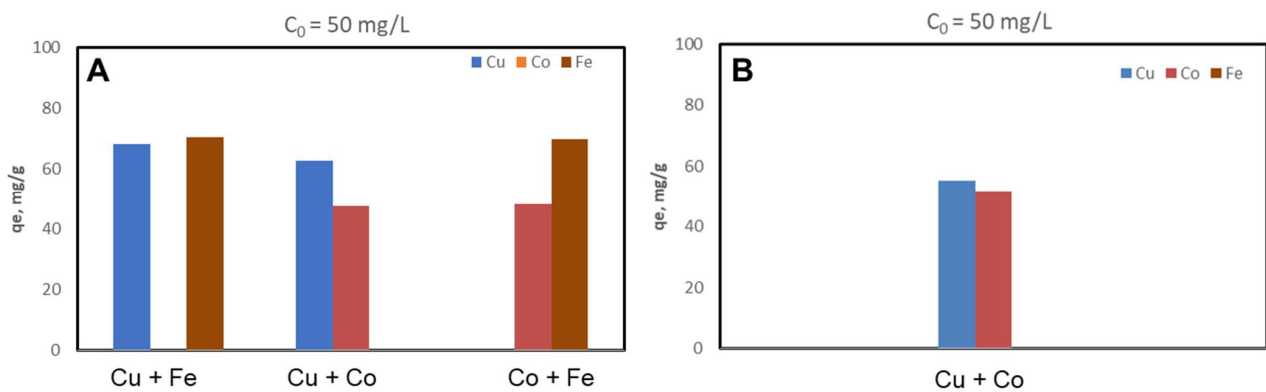 C₀ = 50 mg/L
A
Cu Co Fe
100
80
60
40
20
0
qe, mg/g
Cu + Fe Cu + Co Co + Fe
C₀ = 50 mg/L
B
Cu Co Fe
100
80
60
40
20
0
qe, mg/g
Cu + Co